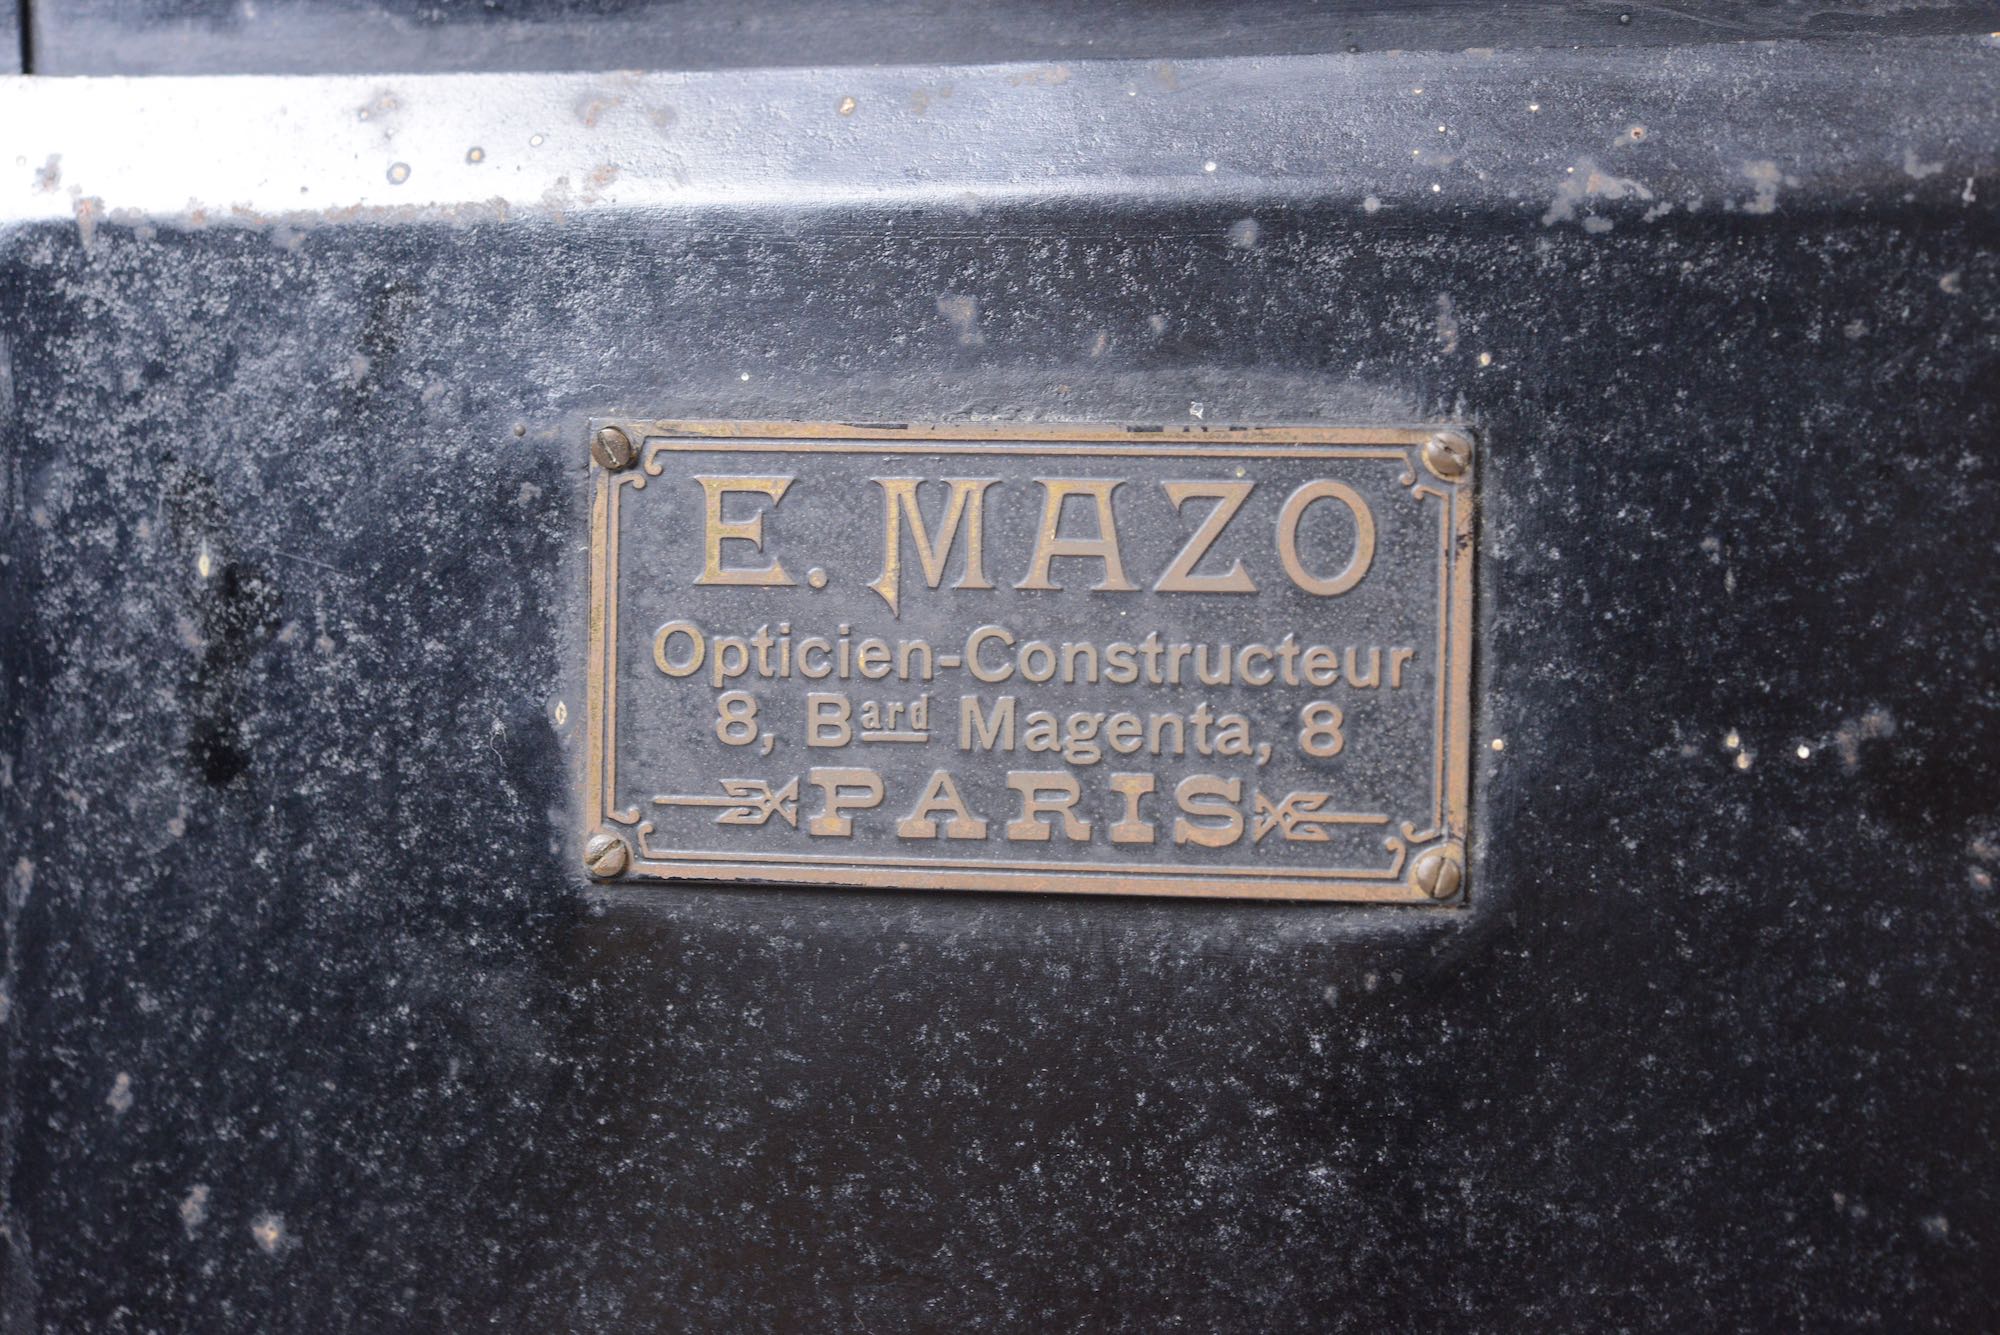 E. MAZO
Opticien-Constructeur
8, Bard Magenta, 8
PARIS